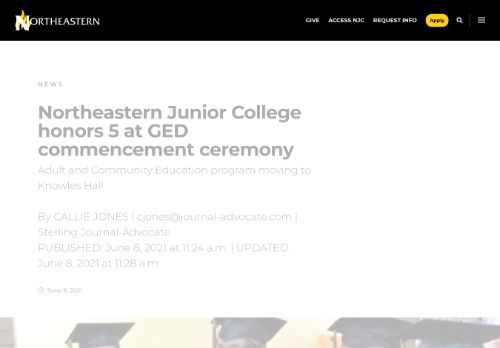 NORTHEASTERN
GIVE ACCESS NJC REQUEST INFO Apply
NEWS
Northeastern Junior College
honors 5 at GED
commencement ceremony
Adult and Community Education program moving to
Knowles Hall
By CALLIE JONES | cjones@journal-advocate.com |
Sterling Journal-Advocate
PUBLISHED: June 8, 2021 at 11:24 a.m. | UPDATED:
June 8, 2021 at 11:28 a.m.
June 9, 2021